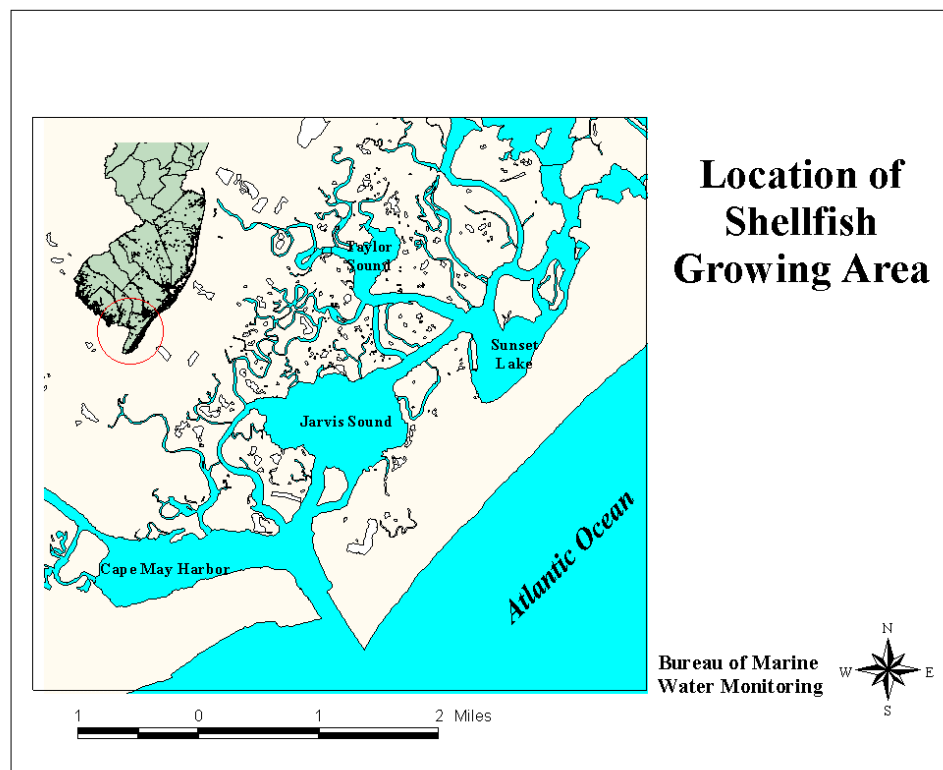 Location of
Shellfish
Growing Area
Taylor
Sound
Sunset
Lake
Jarvis Sound
Cape May Harbor
Atlantic Ocean
Bureau of Marine
Water Monitoring
N
W
E
S
1 0 1 2 Miles